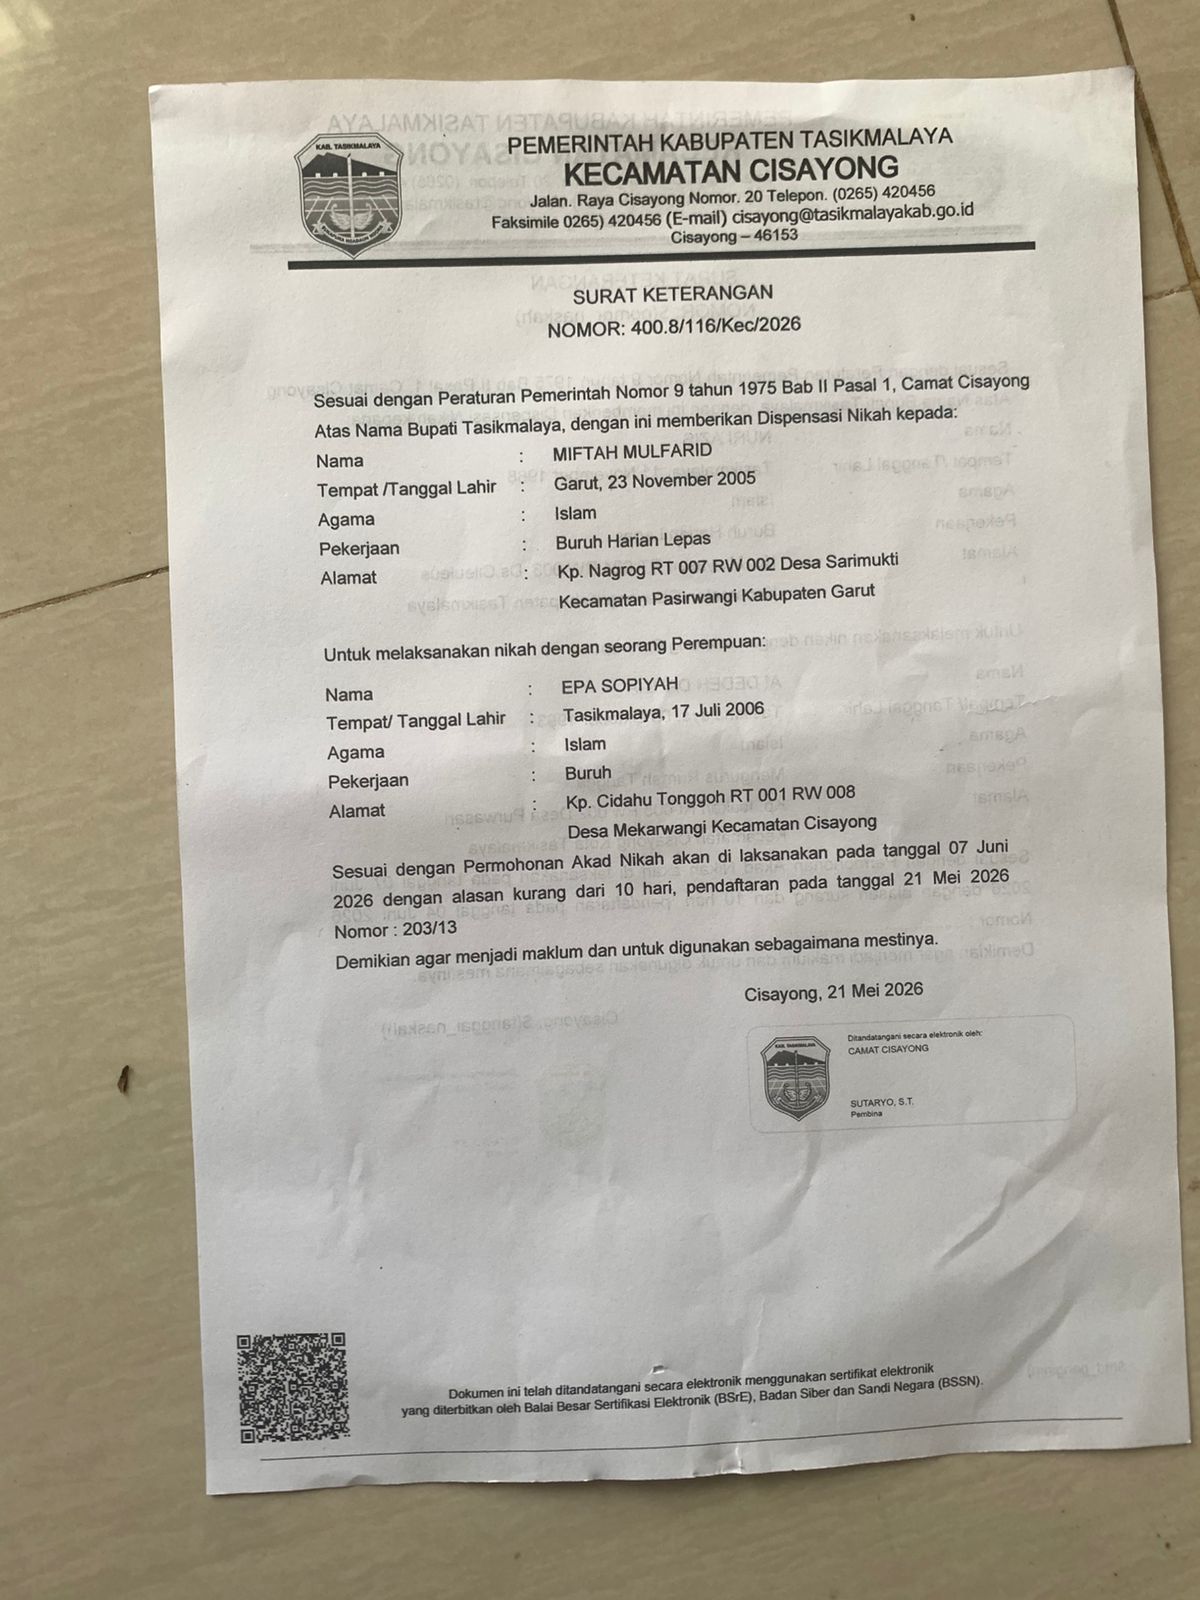 KAB. TASIKMALAYA
PEMERINTAH KABUPATEN TASIKMALAYA
KECAMATAN CISAYONG
Jalan. Raya Cisayong Nomor. 20 Telepon. (0265) 420456
Faksimile 0265) 420456 (E-mail) cisayong@tasikmalayakab.go.id
Cisayong – 46153
SURAT KETERANGAN
NOMOR: 400.8/116/Kec/2026
Sesuai dengan Peraturan Pemerintah Nomor 9 tahun 1975 Bab II Pasal 1, Camat Cisayong
Atas Nama Bupati Tasikmalaya, dengan ini memberikan Dispensasi Nikah kepada:
Nama : MIFTAH MULFARID
Tempat /Tanggal Lahir : Garut, 23 November 2005
Agama : Islam
Pekerjaan : Buruh Harian Lepas
Alamat : Kp. Nagrog RT 007 RW 002 Desa Sarimukti
Kecamatan Pasirwangi Kabupaten Garut
Untuk melaksanakan nikah dengan seorang Perempuan:
Nama : EPA SOPIYAH
Tempat/ Tanggal Lahir : Tasikmalaya, 17 Juli 2006
Agama : Islam
Pekerjaan : Buruh
Alamat : Kp. Cidahu Tonggoh RT 001 RW 008
Desa Mekarwangi Kecamatan Cisayong
Sesuai dengan Permohonan Akad Nikah akan di laksanakan pada tanggal 07 Juni
2026 dengan alasan kurang dari 10 hari, pendaftaran pada tanggal 21 Mei 2026
Nomor : 203/13
Demikian agar menjadi maklum dan untuk digunakan sebagaimana mestinya.
Cisayong, 21 Mei 2026
KAB. TASIKMALAYA
Ditandatangani secara elektronik oleh:
CAMAT CISAYONG
SUTARYO, S.T.
Pembina
Dokumen ini telah ditandatangani secara elektronik menggunakan sertifikat elektronik
yang diterbitkan oleh Balai Besar Sertifikasi Elektronik (BSrE), Badan Siber dan Sandi Negara (BSSN).